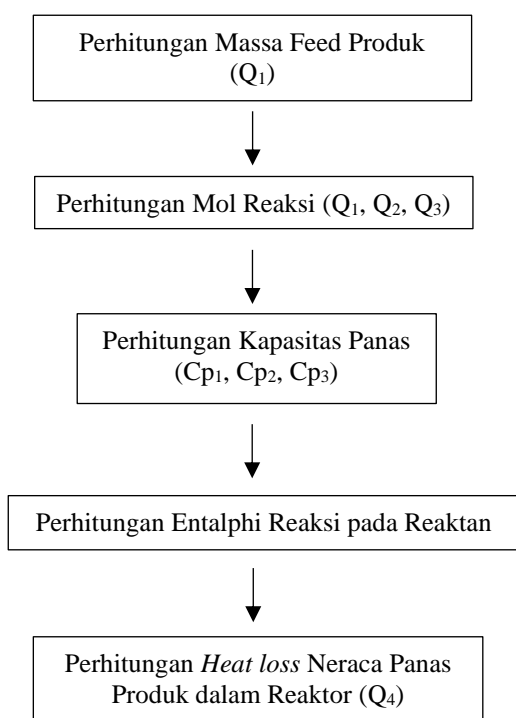 Perhitungan Massa Feed Produk
(Q₁)
Perhitungan Mol Reaksi (Q₁, Q₂, Q₃)
Perhitungan Kapasitas Panas
(Cp₁, Cp₂, Cp₃)
Perhitungan Entalphi Reaksi pada Reaktan
Perhitungan Heat loss Neraca Panas
Produk dalam Reaktor (Q₄)